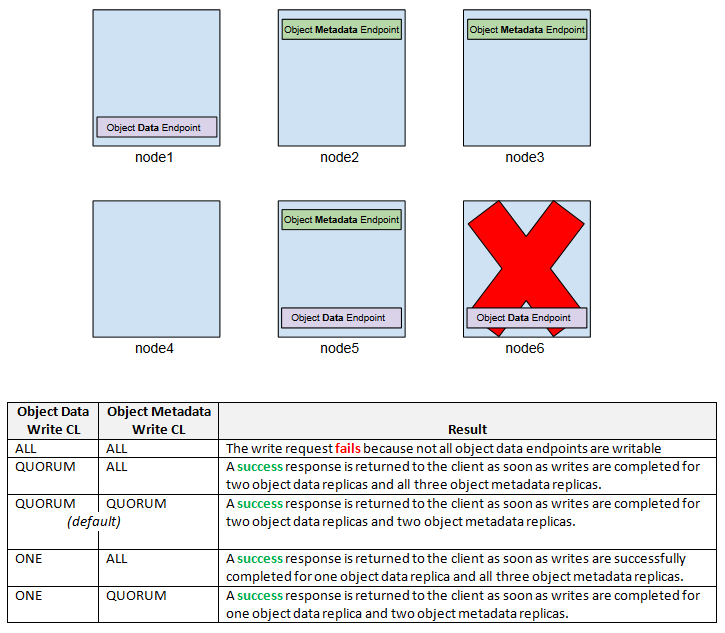 Object Metadata Endpoint
Object Metadata Endpoint
Object Data Endpoint
node1
node2
node3
Object Metadata Endpoint
Object Data Endpoint
Object Data Endpoint
node4
node5
node6
Object Data Write CL
Object Metadata Write CL
Result
ALL
ALL
The write request fails because not all object data endpoints are writable
QUORUM
ALL
A success response is returned to the client as soon as writes are completed for
two object data replicas and all three object metadata replicas.
QUORUM
QUORUM
(default)
A success response is returned to the client as soon as writes are completed for
two object data replicas and two object metadata replicas.
ONE
ALL
A success response is returned to the client as soon as writes are successfully
completed for one object data replica and all three object metadata replicas.
ONE
QUORUM
A success response is returned to the client as soon as writes are completed for
one object data replica and two object metadata replicas.